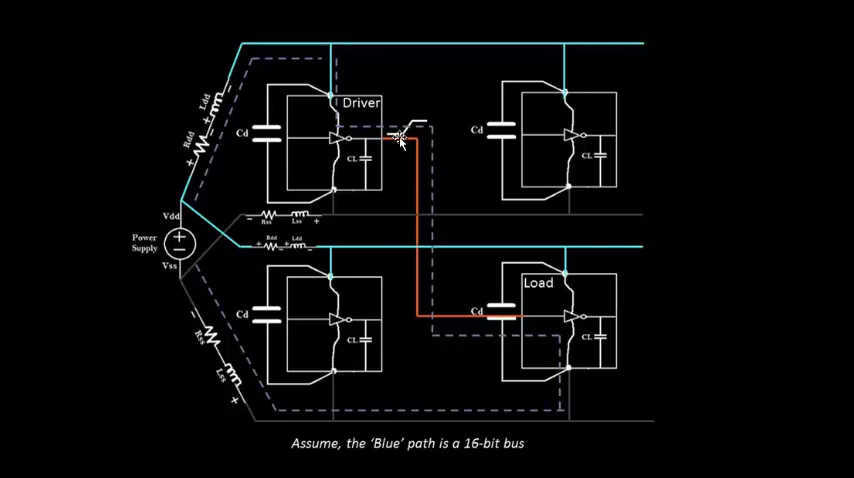 Ldd
Driver
Rdd
Cd
Cd
CL
CL
Vdd
Rss
Lss
Power
Supply
Rdd
Ldd
Vss
Load
Cd
Cd
Rss
CL
CL
Lss
Assume, the ‘Blue’ path is a 16-bit bus